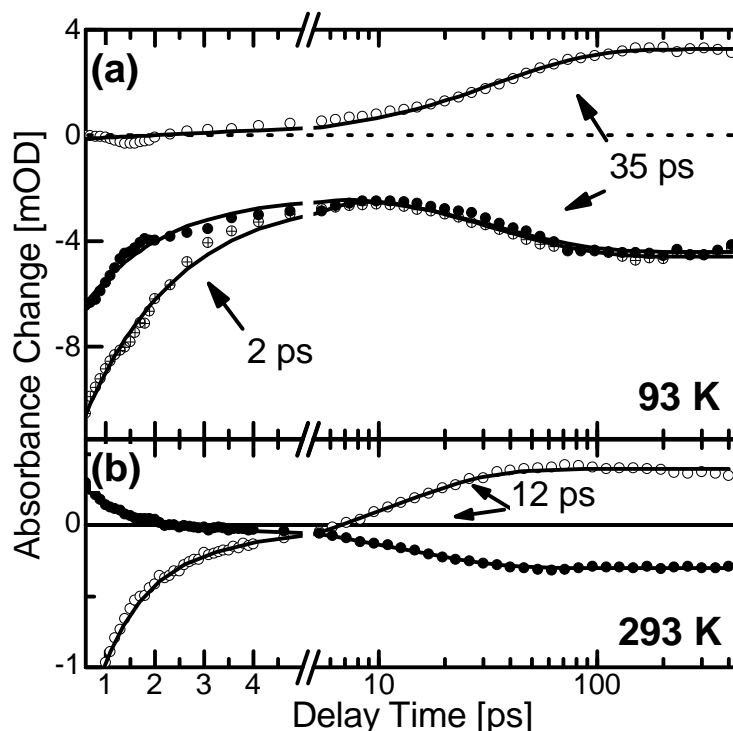 4
(a)
0
35 ps
-4
2 ps
-8
93 K
Absorbance Change [mOD]
(b)
12 ps
0
293 K
-1
1 2 3 4 10 100
Delay Time [ps]